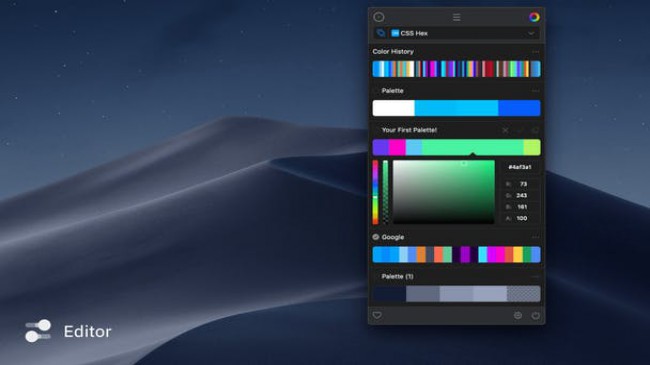 CSS Hex
Color History
Palette
Your First Palette!
#4af3a1
R: 73
G: 243
B: 161
A: 100
Google
Palette (1)
Editor